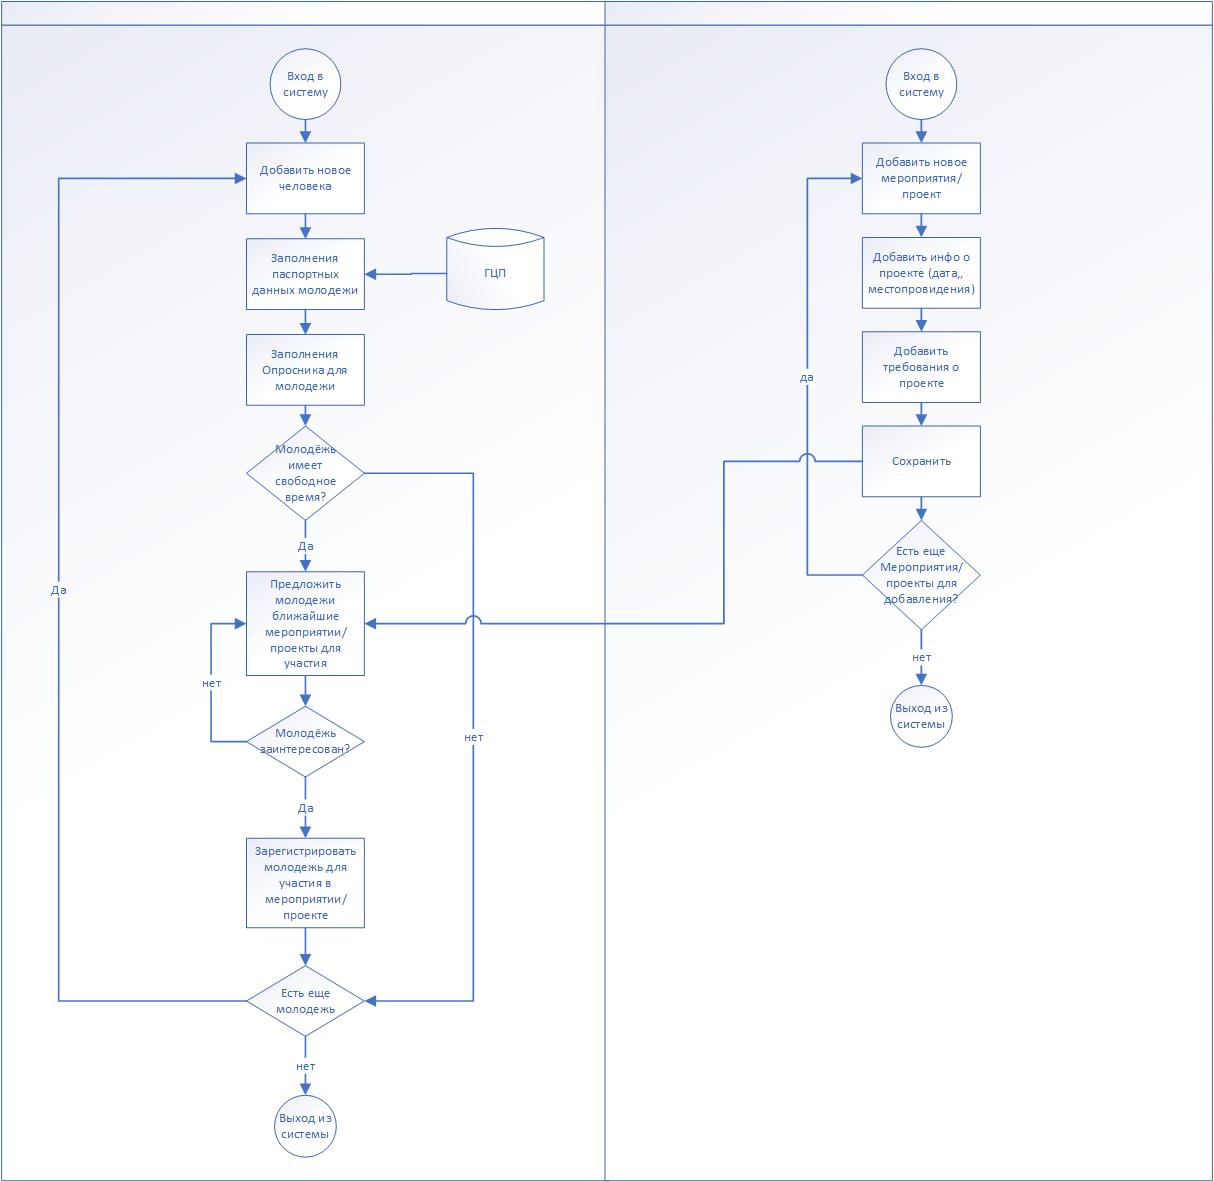 Вход в
систему
Добавить новое
человека
Заполнения
паспортных
данных молодежи
ГЦП
Заполнения
Опросника для
молодежи
Молодёжь
имеет
свободное
время?
Да
Да
Предложить
молодежи
ближайшие
мероприятии/
проекты для
участия
нет
Молодёжь
заинтересован?
нет
Да
Зарегистрировать
молодежь для
участия в
мероприятии/
проекте
Есть еще
молодежь
нет
Выход из
системы
Вход в
систему
Добавить новое
мероприятия/
проект
Добавить инфо о
проекте (дата,,
местопровидения)
Добавить
требования о
проекте
да
Сохранить
Есть еще
Мероприятия/
проекты для
добавления?
нет
Выход из
системы